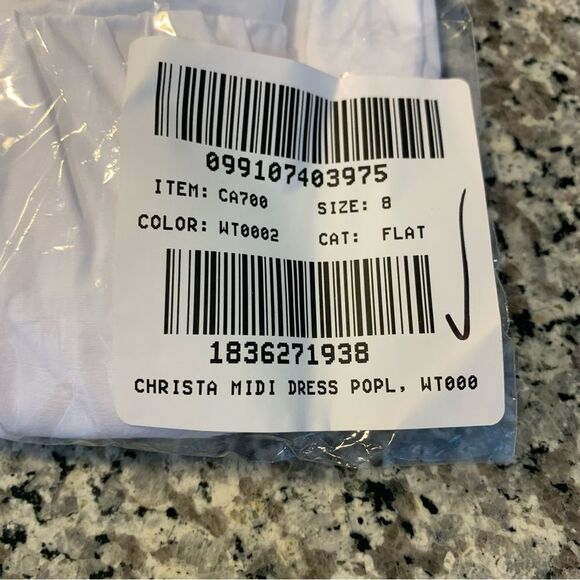 099107403975
ITEM: CA700 SIZE: 8
COLOR: WT0002 CAT: FLAT
1836271938
CHRISTA MIDI DRESS POPL, WT000